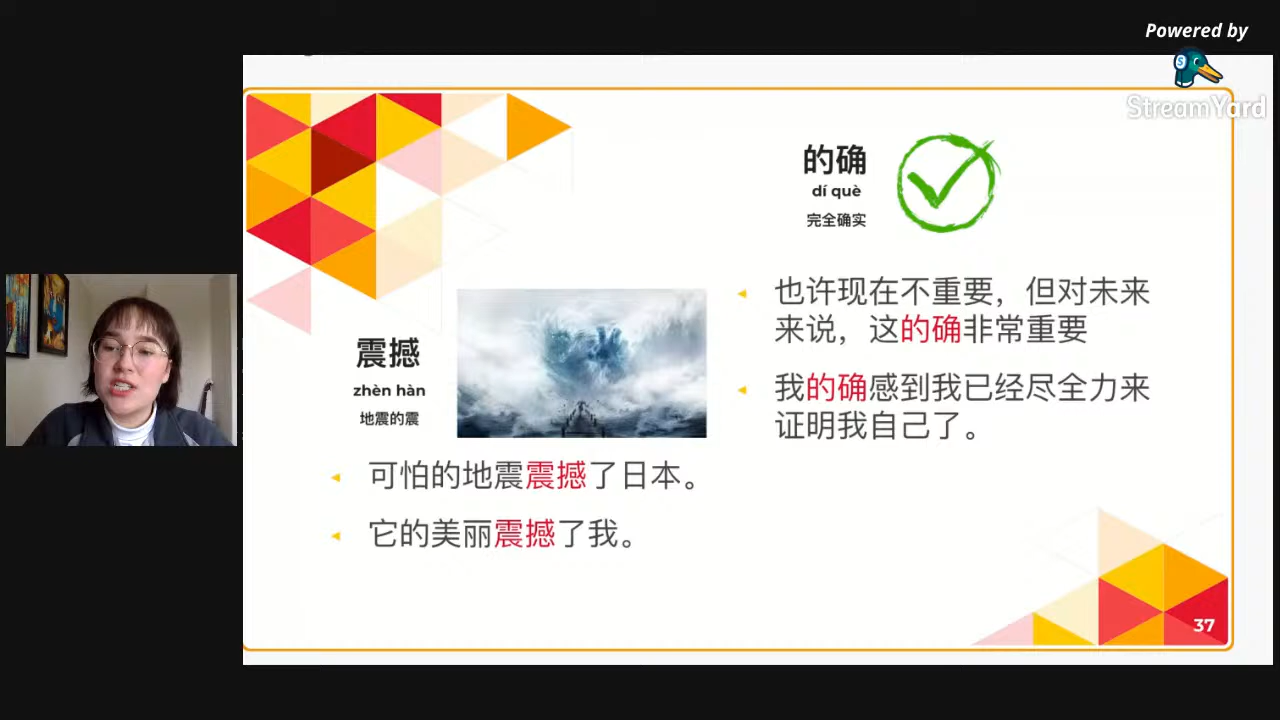 Powered by
StreamYard
的确
dí què
完全确实
也许现在不重要，但对未来
来说，这的确非常重要
我的确感到我已经尽全力来
证明我自己了。
震撼
zhèn hàn
地震的震
可怕的地震震撼了日本。
它的美丽震撼了我。
37